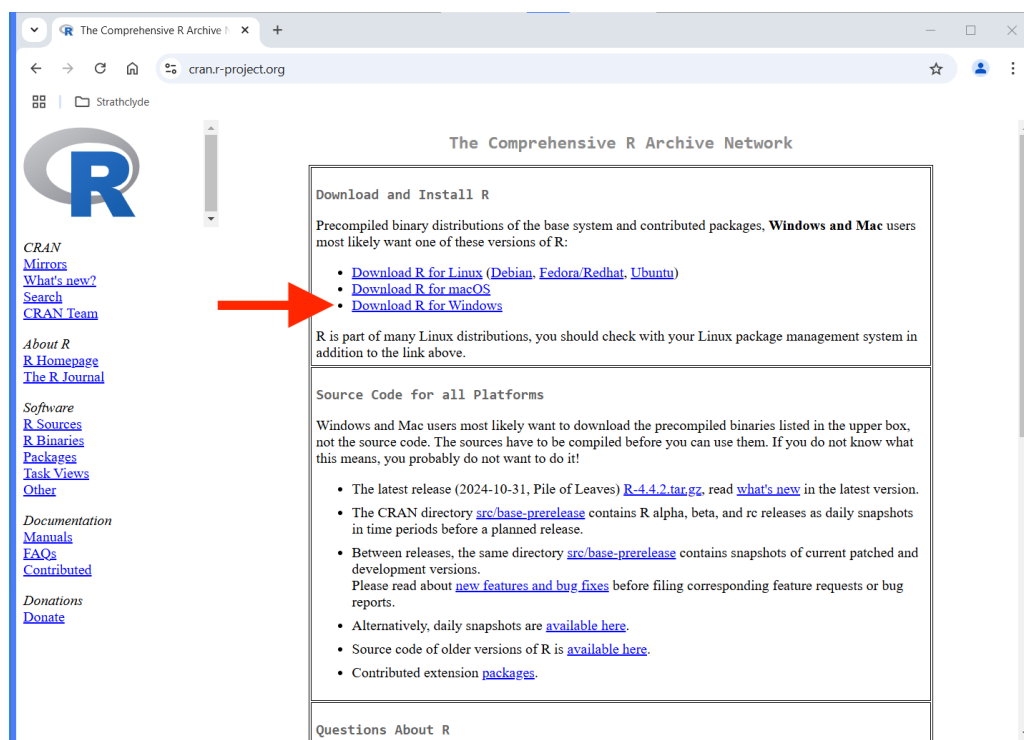 The Comprehensive R Archive N
cran.r-project.org
Strathclyde
R
CRAN
Mirrors
What's new?
Search
CRAN Team
About R
R Homepage
The R Journal
Software
R Sources
R Binaries
Packages
Task Views
Other
Documentation
Manuals
FAQs
Contributed
Donations
Donate
The Comprehensive R Archive Network
Download and Install R
Precompiled binary distributions of the base system and contributed packages, Windows and Mac users
most likely want one of these versions of R:
• Download R for Linux (Debian, Fedora/Redhat, Ubuntu)
• Download R for macOS
• Download R for Windows
R is part of many Linux distributions, you should check with your Linux package management system in
addition to the link above.
Source Code for all Platforms
Windows and Mac users most likely want to download the precompiled binaries listed in the upper box,
not the source code. The sources have to be compiled before you can use them. If you do not know what
this means, you probably do not want to do it!
• The latest release (2024-10-31, Pile of Leaves) R-4.4.2.tar.gz, read what's new in the latest version.
• The CRAN directory src/base-prerelease contains R alpha, beta, and rc releases as daily snapshots
in time periods before a planned release.
• Between releases, the same directory src/base-prerelease contains snapshots of current patched and
development versions.
Please read about new features and bug fixes before filing corresponding feature requests or bug
reports.
• Alternatively, daily snapshots are available here.
• Source code of older versions of R is available here.
• Contributed extension packages.
Questions About R